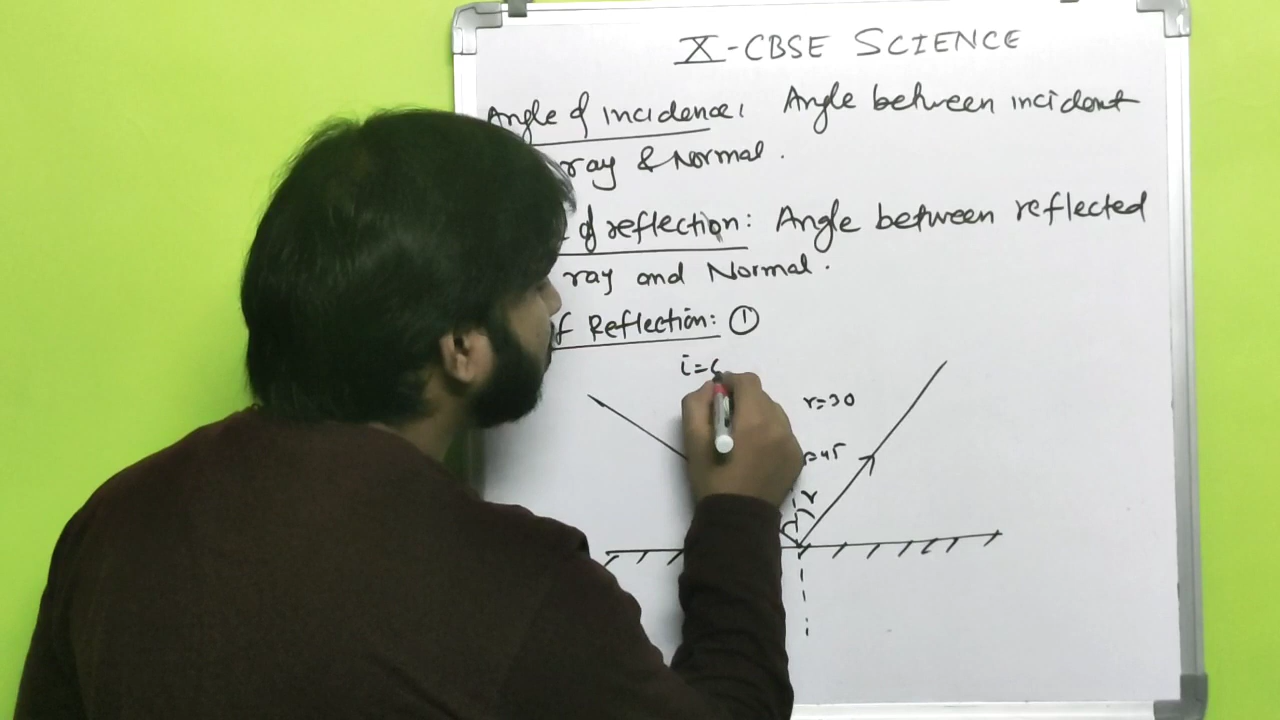 X-CBSE SCIENCE
Angle of incidence: Angle between incident
ray & Normal.
of reflection: Angle between reflected
ray and Normal.
Reflection: ①
i=
r=30
=45
r